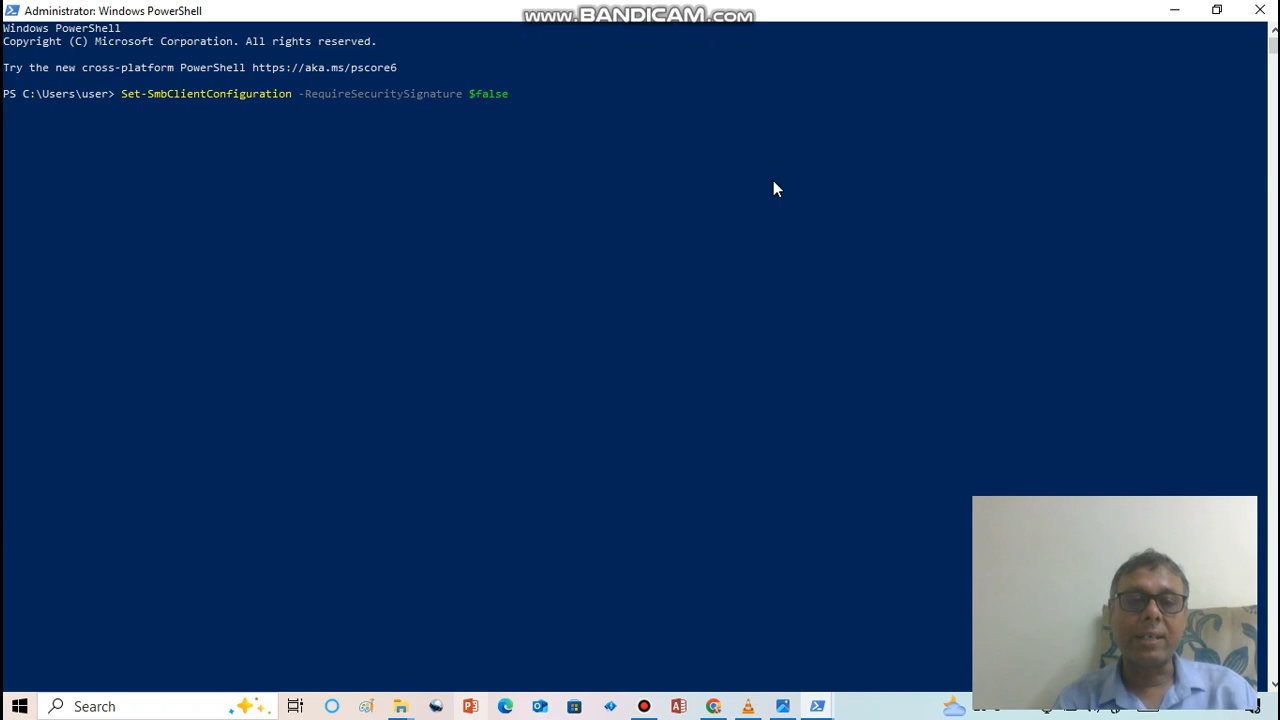 Administrator: Windows PowerShell
www.BANDICAM.com
Windows PowerShell
Copyright (C) Microsoft Corporation. All rights reserved.
Try the new cross-platform PowerShell https://aka.ms/pscore6
PS C:\Users\user> Set-SmbClientConfiguration -RequireSecuritySignature $false
Search